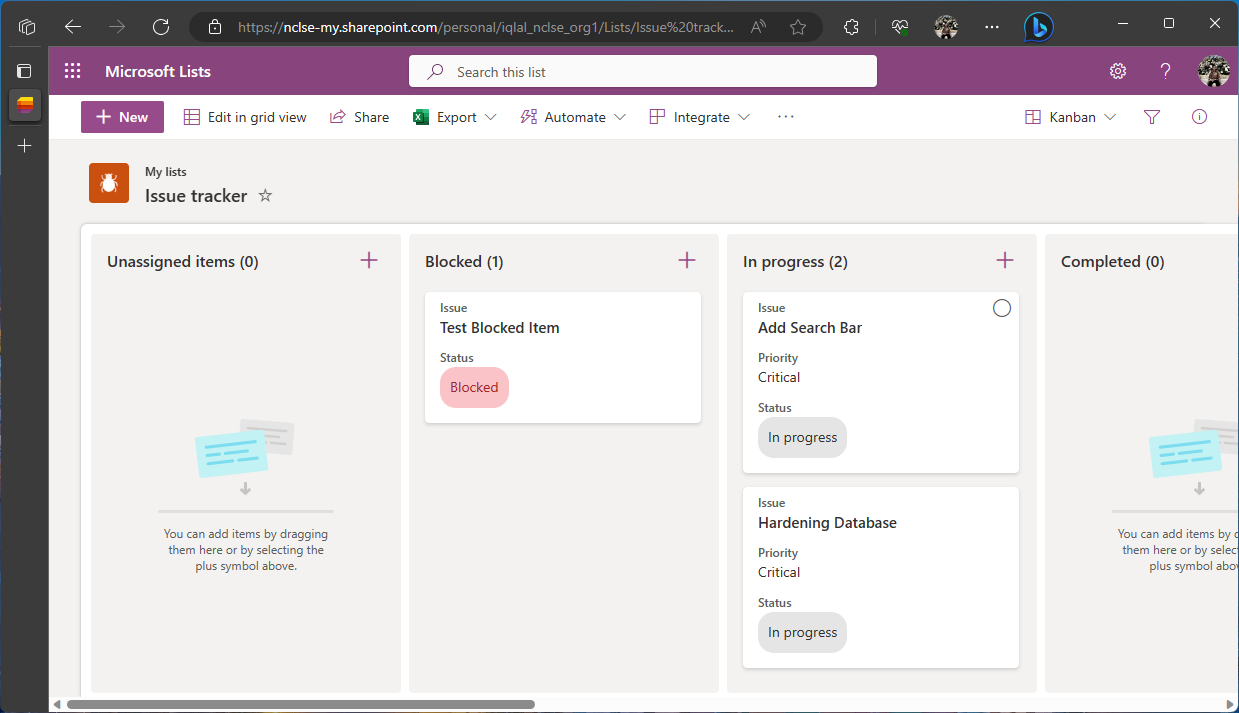 https://nclse-my.sharepoint.com/personal/iqlal_nclse_org1/Lists/Issue%20track...
Microsoft Lists
Search this list
New
Edit in grid view
Share
Export
Automate
Integrate
Kanban
My lists
Issue tracker
Unassigned items (0)
You can add items by dragging
them here or by selecting the
plus symbol above.
Blocked (1)
Issue
Test Blocked Item
Status
Blocked
In progress (2)
Issue
Add Search Bar
Priority
Critical
Status
In progress
Issue
Hardening Database
Priority
Critical
Status
In progress
Completed (0)
You can add items by
them here or by selec
plus symbol abov